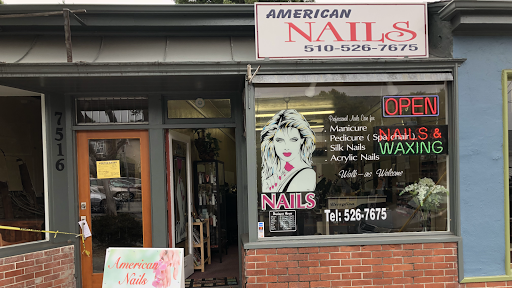 AMERICAN
NAILS
510-526-7675
7516
OPEN
Professional Nails Care for
. Manicure
. Pedicure ( Spa chair )
. Silk Nails
. Acrylic Nails
NAILS &
WAXING
Walk-ins Welcome
NAILS
Tel: 526-7675
American
Nails